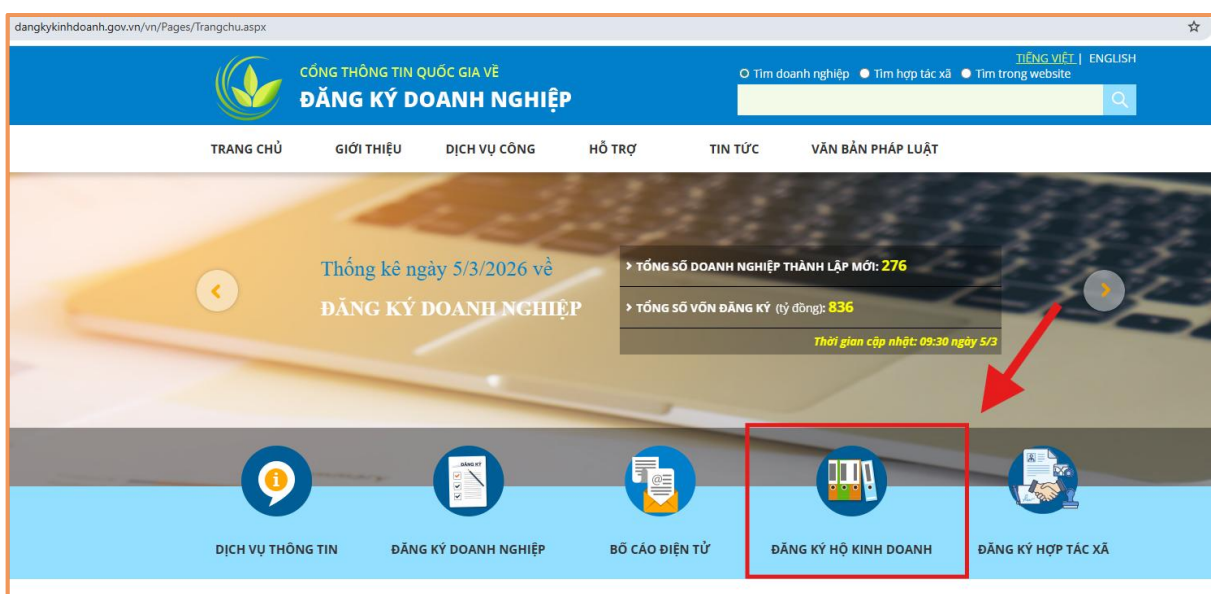 dangkykinhdoanh.gov.vn/vn/Pages/Trangchu.aspx
TIẾNG VIỆT | ENGLISH
CỔNG THÔNG TIN QUỐC GIA VỀ
ĐĂNG KÝ DOANH NGHIỆP
Tìm doanh nghiệp Tìm hợp tác xã Tìm trong website
TRANG CHỦ GIỚI THIỆU DỊCH VỤ CÔNG HỖ TRỢ TIN TỨC VĂN BẢN PHÁP LUẬT
Thống kê ngày 5/3/2026 về
ĐĂNG KÝ DOANH NGHIỆP
TỔNG SỐ DOANH NGHIỆP THÀNH LẬP MỚI: 276
TỔNG SỐ VỐN ĐĂNG KÝ (tỷ đồng): 836
Thời gian cập nhật: 09:30 ngày 5/3
ĐĂNG KÝ
DỊCH VỤ THÔNG TIN ĐĂNG KÝ DOANH NGHIỆP BỐ CÁO ĐIỆN TỬ ĐĂNG KÝ HỘ KINH DOANH ĐĂNG KÝ HỢP TÁC XÃ